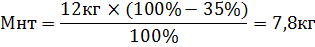 Мнт = 12кг × (100% − 35%) / 100% = 7,8кг